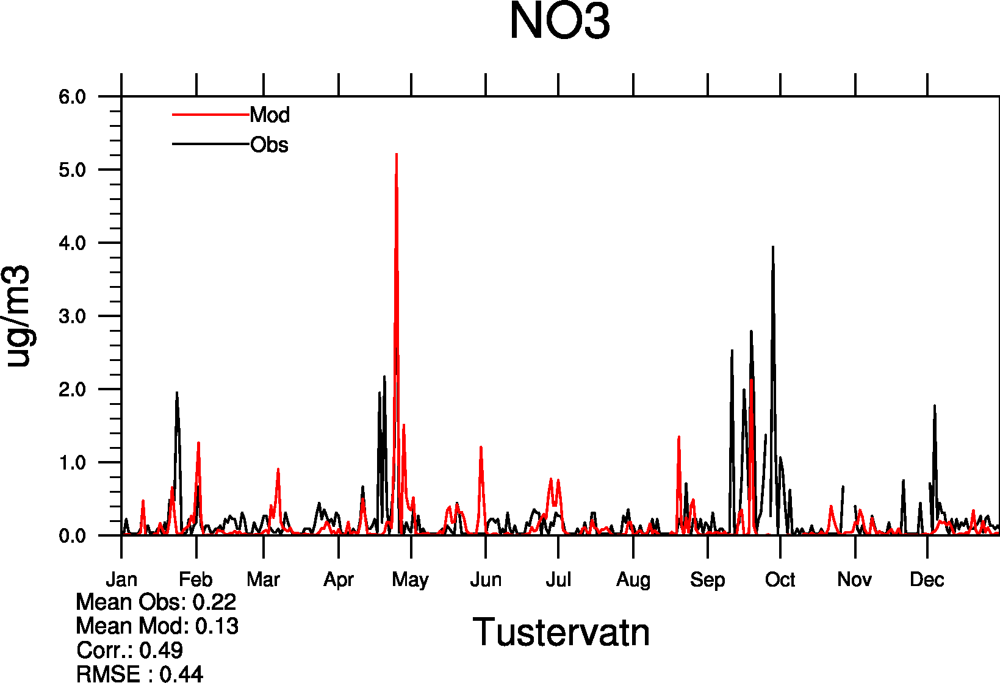 NO3
6.0
Mod
Obs
5.0
4.0
3.0
2.0
1.0
0.0
ug/m3
Jan Feb Mar Apr May Jun Jul Aug Sep Oct Nov Dec
Mean Obs: 0.22
Mean Mod: 0.13
Corr.: 0.49
RMSE : 0.44
Tustervatn